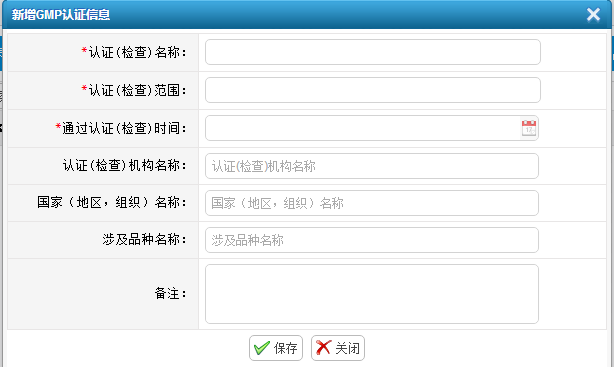 新增GMP认证信息
*认证(检查)名称：
*认证(检查)范围：
*通过认证(检查)时间：
认证(检查)机构名称： 认证(检查)机构名称
国家（地区，组织）名称： 国家（地区，组织）名称
涉及品种名称： 涉及品种名称
备注：
保存 关闭